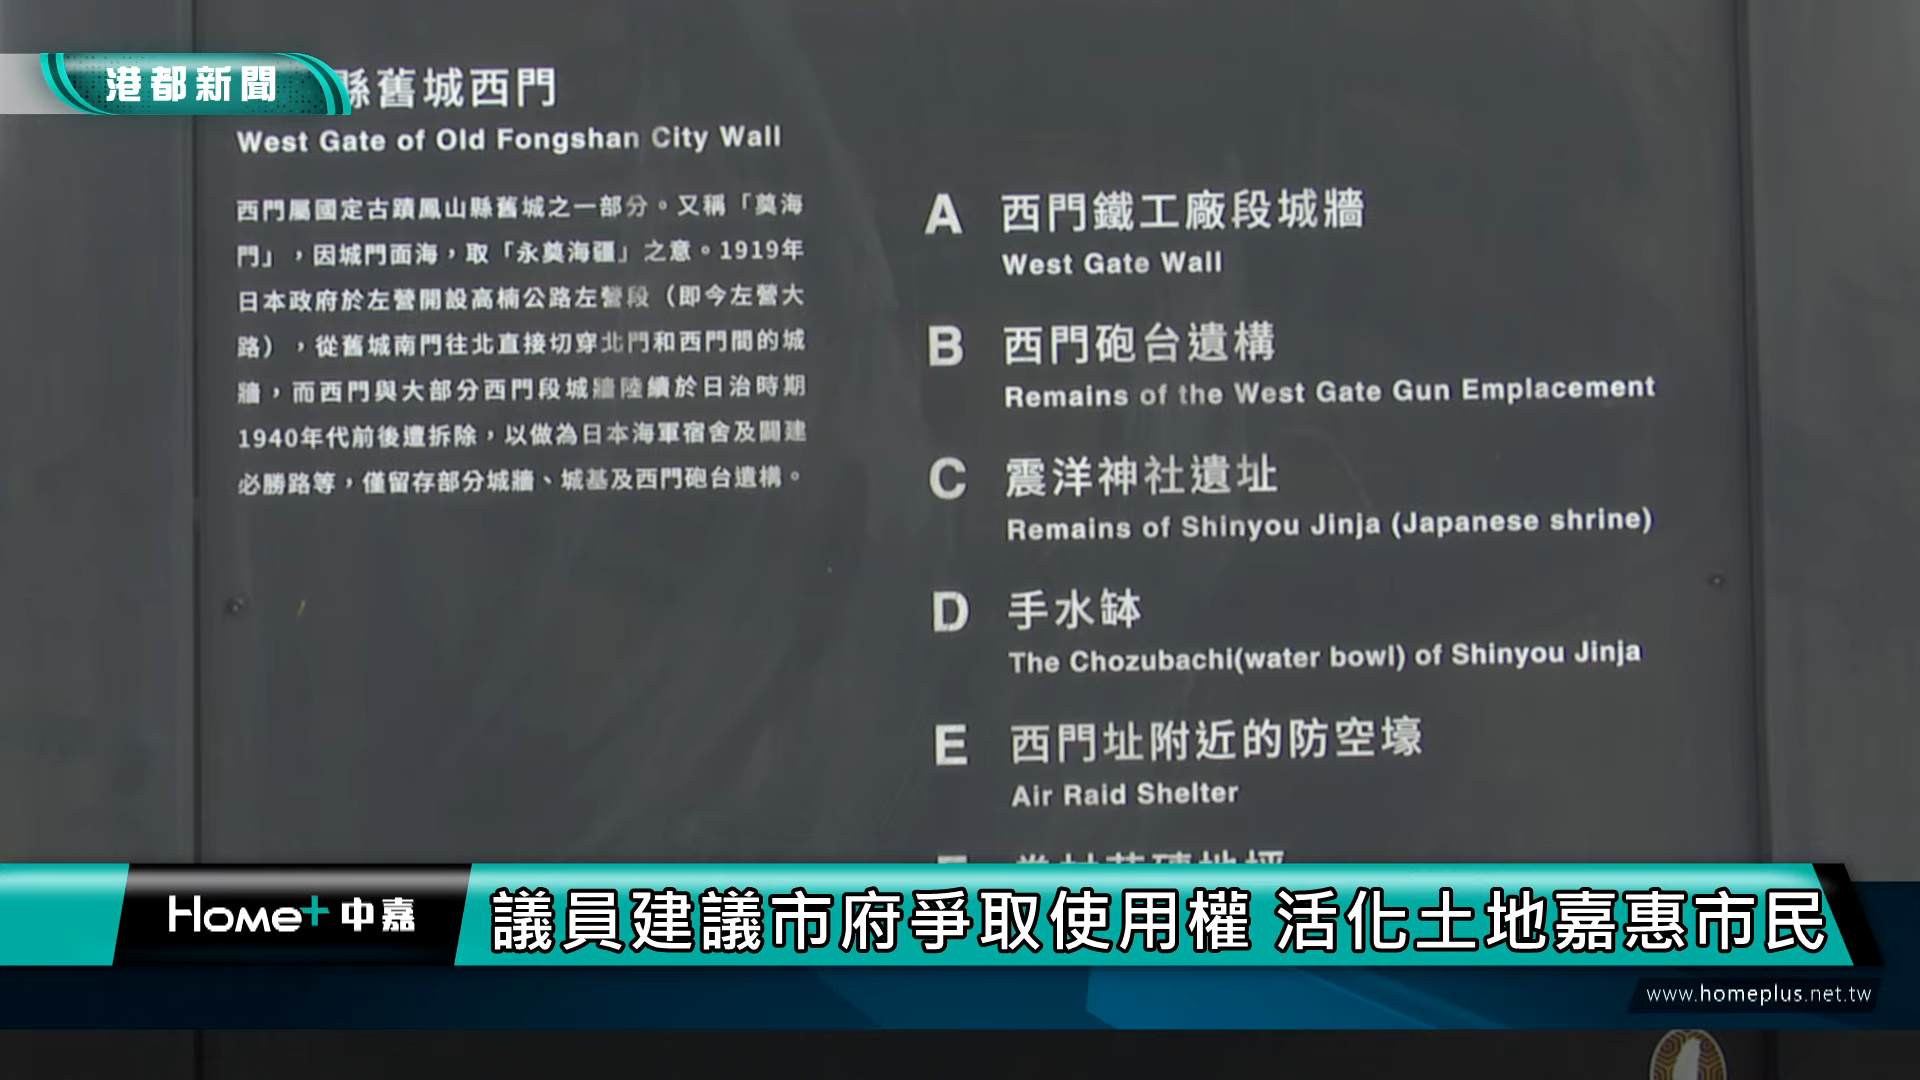 港都新聞
縣舊城西門
West Gate of Old Fongshan City Wall
西門屬國定古蹟鳳山縣舊城之一部分。又稱「奠海
門」，因城門面海，取「永奠海疆」之意。1919年
日本政府於左營開設高楠公路左營段（即今左營大
路），從舊城南門往北直接切穿北門和西門間的城
牆，而西門與大部分西門段城牆陸續於日治時期
1940年代前後遭拆除，以做為日本海軍宿舍及闢建
必勝路等，僅留存部分城牆、城基及西門砲台遺構。
A 西門鐵工廠段城牆
West Gate Wall
B 西門砲台遺構
Remains of the West Gate Gun Emplacement
C 震洋神社遺址
Remains of Shinyou Jinja (Japanese shrine)
D 手水缽
The Chozubachi(water bowl) of Shinyou Jinja
E 西門址附近的防空壕
Air Raid Shelter
Home+ 中嘉
議員建議市府爭取使用權 活化土地嘉惠市民
www.homeplus.net.tw